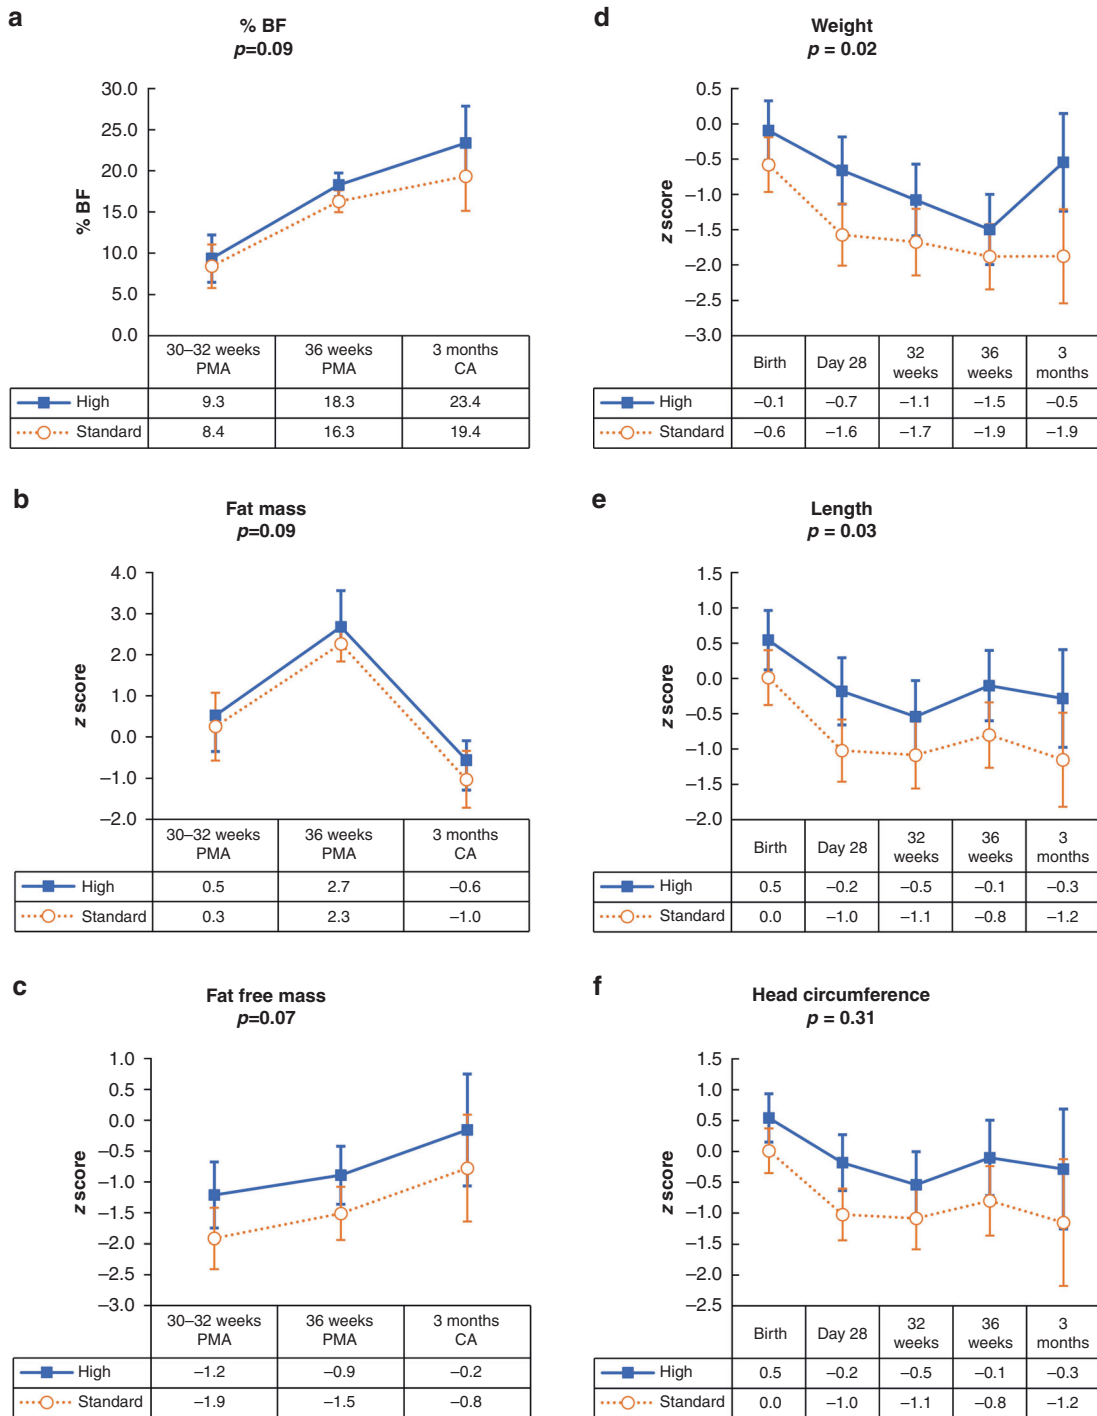 a
% BF
p=0.09
% BF
30.0
25.0
20.0
15.0
10.0
5.0
0.0
30–32 weeks PMA 36 weeks PMA 3 months CA
High 9.3 18.3 23.4
Standard 8.4 16.3 19.4
b
Fat mass
p=0.09
z score
4.0
3.0
2.0
1.0
0.0
–1.0
–2.0
30–32 weeks PMA 36 weeks PMA 3 months CA
High 0.5 2.7 –0.6
Standard 0.3 2.3 –1.0
c
Fat free mass
p=0.07
z score
1.0
0.5
0.0
–0.5
–1.0
–1.5
–2.0
–2.5
–3.0
30–32 weeks PMA 36 weeks PMA 3 months CA
High –1.2 –0.9 –0.2
Standard –1.9 –1.5 –0.8
d
Weight
p = 0.02
z score
0.5
0.0
–0.5
–1.0
–1.5
–2.0
–2.5
–3.0
Birth Day 28 32 weeks 36 weeks 3 months
High –0.1 –0.7 –1.1 –1.5 –0.5
Standard –0.6 –1.6 –1.7 –1.9 –1.9
e
Length
p = 0.03
z score
1.5
1.0
0.5
0.0
–0.5
–1.0
–1.5
–2.0
Birth Day 28 32 weeks 36 weeks 3 months
High 0.5 –0.2 –0.5 –0.1 –0.3
Standard 0.0 –1.0 –1.1 –0.8 –1.2
f
Head circumference
p = 0.31
z score
1.5
1.0
0.5
0.0
–0.5
–1.0
–1.5
–2.0
–2.5
Birth Day 28 32 weeks 36 weeks 3 months
High 0.5 –0.2 –0.5 –0.1 –0.3
Standard 0.0 –1.0 –1.1 –0.8 –1.2